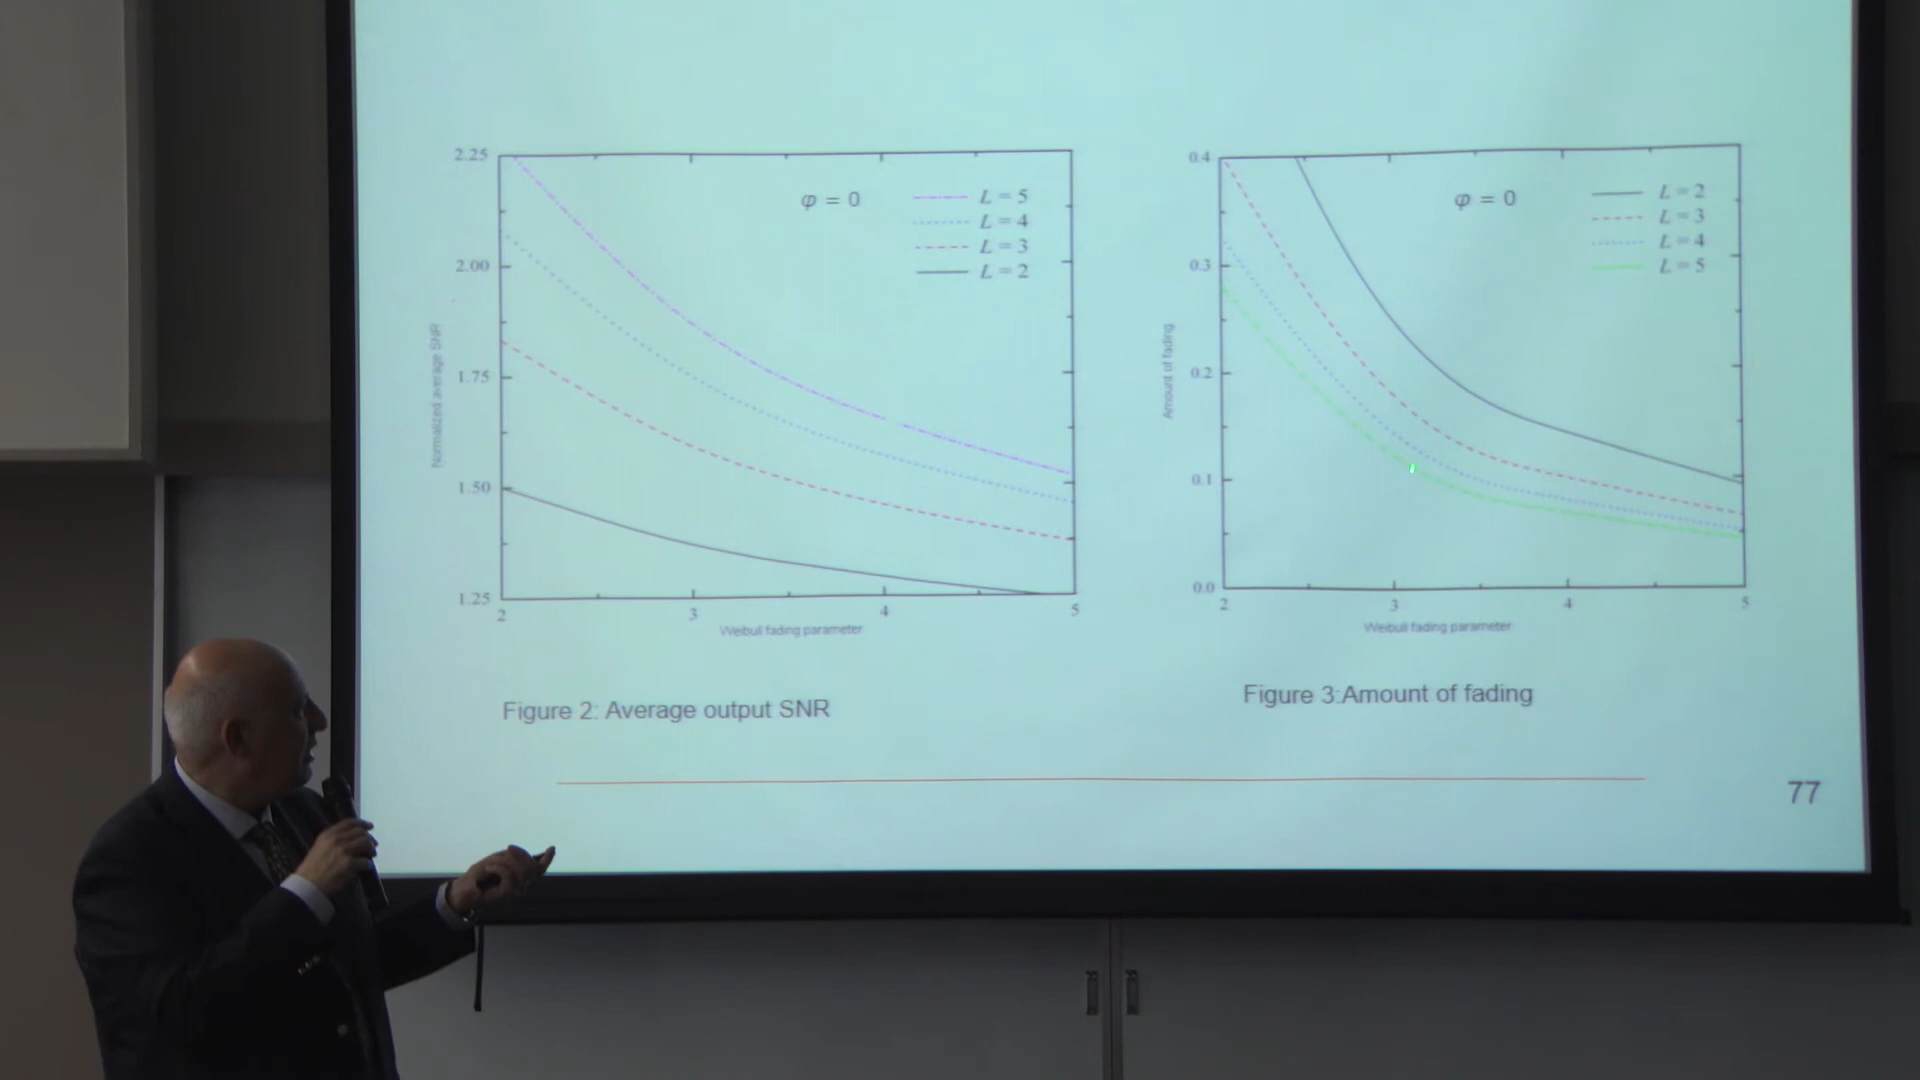 2.25
2.00
1.75
1.50
1.25
2
3
4
5
Normalized average SNR
Weibull fading parameter
φ = 0
L = 5
L = 4
L = 3
L = 2
Figure 2: Average output SNR
0.4
0.3
0.2
0.1
0.0
2
3
4
5
Amount of fading
Weibull fading parameter
φ = 0
L = 2
L = 3
L = 4
L = 5
Figure 3:Amount of fading
77